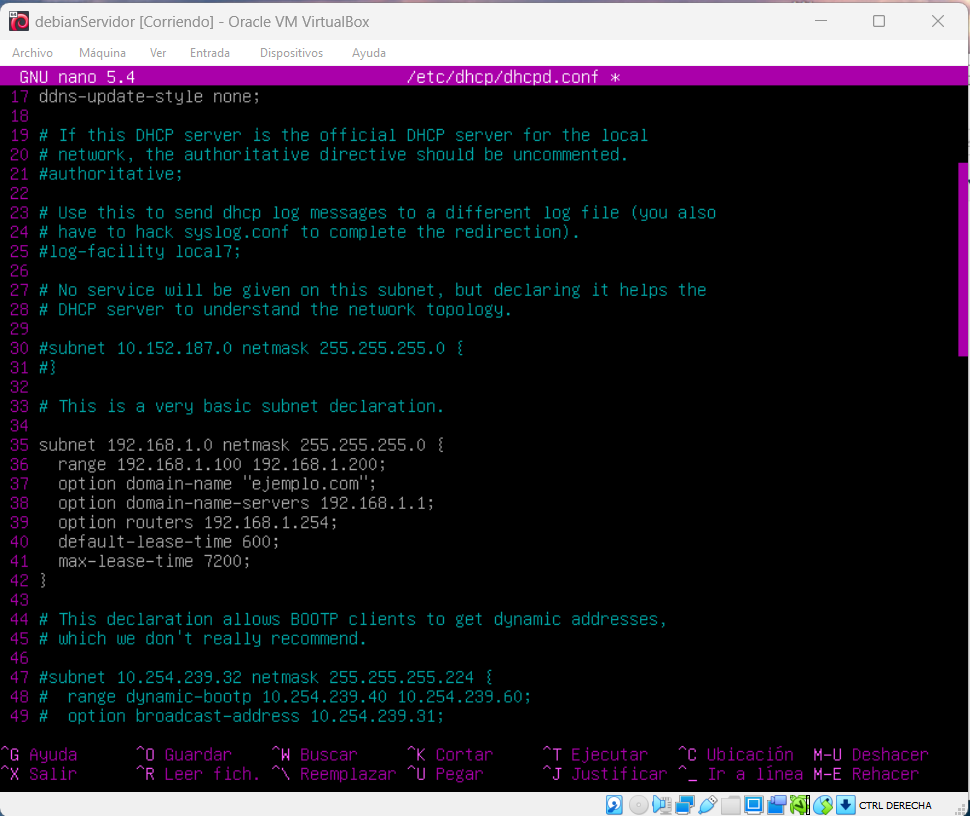 debianServidor [Corriendo] - Oracle VM VirtualBox
Archivo Máquina Ver Entrada Dispositivos Ayuda
GNU nano 5.4 /etc/dhcp/dhcpd.conf *
17 ddns-update-style none;
18
19 # If this DHCP server is the official DHCP server for the local
20 # network, the authoritative directive should be uncommented.
21 #authoritative;
22
23 # Use this to send dhcp log messages to a different log file (you also
24 # have to hack syslog.conf to complete the redirection).
25 #log-facility local7;
26
27 # No service will be given on this subnet, but declaring it helps the
28 # DHCP server to understand the network topology.
29
30 #subnet 10.152.187.0 netmask 255.255.255.0 {
31 #}
32
33 # This is a very basic subnet declaration.
34
35 subnet 192.168.1.0 netmask 255.255.255.0 {
36   range 192.168.1.100 192.168.1.200;
37   option domain-name "ejemplo.com";
38   option domain-name-servers 192.168.1.1;
39   option routers 192.168.1.254;
40   default-lease-time 600;
41   max-lease-time 7200;
42 }
43
44 # This declaration allows BOOTP clients to get dynamic addresses,
45 # which we don't really recommend.
46
47 #subnet 10.254.239.32 netmask 255.255.255.224 {
48 #  range dynamic-bootp 10.254.239.40 10.254.239.60;
49 #  option broadcast-address 10.254.239.31;
^G Ayuda ^O Guardar ^W Buscar ^K Cortar ^T Ejecutar ^C Ubicación M-U Deshacer
^X Salir ^R Leer fich. ^\ Reemplazar ^U Pegar ^J Justificar ^_ Ir a línea M-E Rehacer
CTRL DERECHA